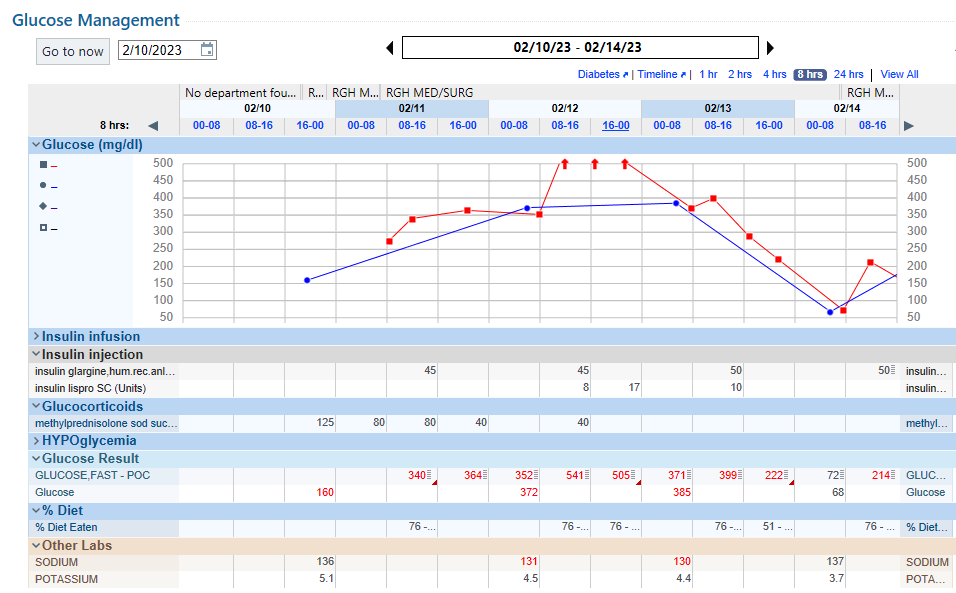 Glucose Management
Go to now 2/10/2023 02/10/23 - 02/14/23
Diabetes | Timeline | 1 hr 2 hrs 4 hrs 8 hrs 24 hrs | View All
No department fou... R... RGH M... RGH MED/SURG RGH M...
02/10 02/11 02/12 02/13 02/14
8 hrs: 00-08 08-16 16-00 00-08 08-16 16-00 00-08 08-16 16-00 00-08 08-16 16-00 00-08 08-16
Glucose (mg/dl)
500 500
450 450
400 400
350 350
300 300
250 250
200 200
150 150
100 100
50 50
Insulin infusion
Insulin injection
insulin glargine,hum.rec.anl... 45 45 50 50 insulin...
insulin lispro SC (Units) 8 17 10 insulin...
Glucocorticoids
methylprednisolone sod suc... 125 80 80 40 40 methyl...
HYPOglycemia
Glucose Result
GLUCOSE,FAST - POC 340 364 352 541 505 371 399 222 72 214 GLUC...
Glucose 160 372 385 68 Glucose
% Diet
% Diet Eaten 76 -... 76 -... 76 -... 76 -... 51 -... 76 -... % Diet...
Other Labs
SODIUM 136 131 130 137 SODIUM
POTASSIUM 5.1 4.5 4.4 3.7 POTA...